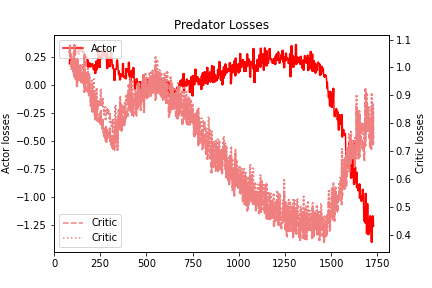 Predator Losses
Actor
Critic
Critic
Actor losses
Critic losses
0.25
0.00
−0.25
−0.50
−0.75
−1.00
−1.25
1.1
1.0
0.9
0.8
0.7
0.6
0.5
0.4
0 250 500 750 1000 1250 1500 1750